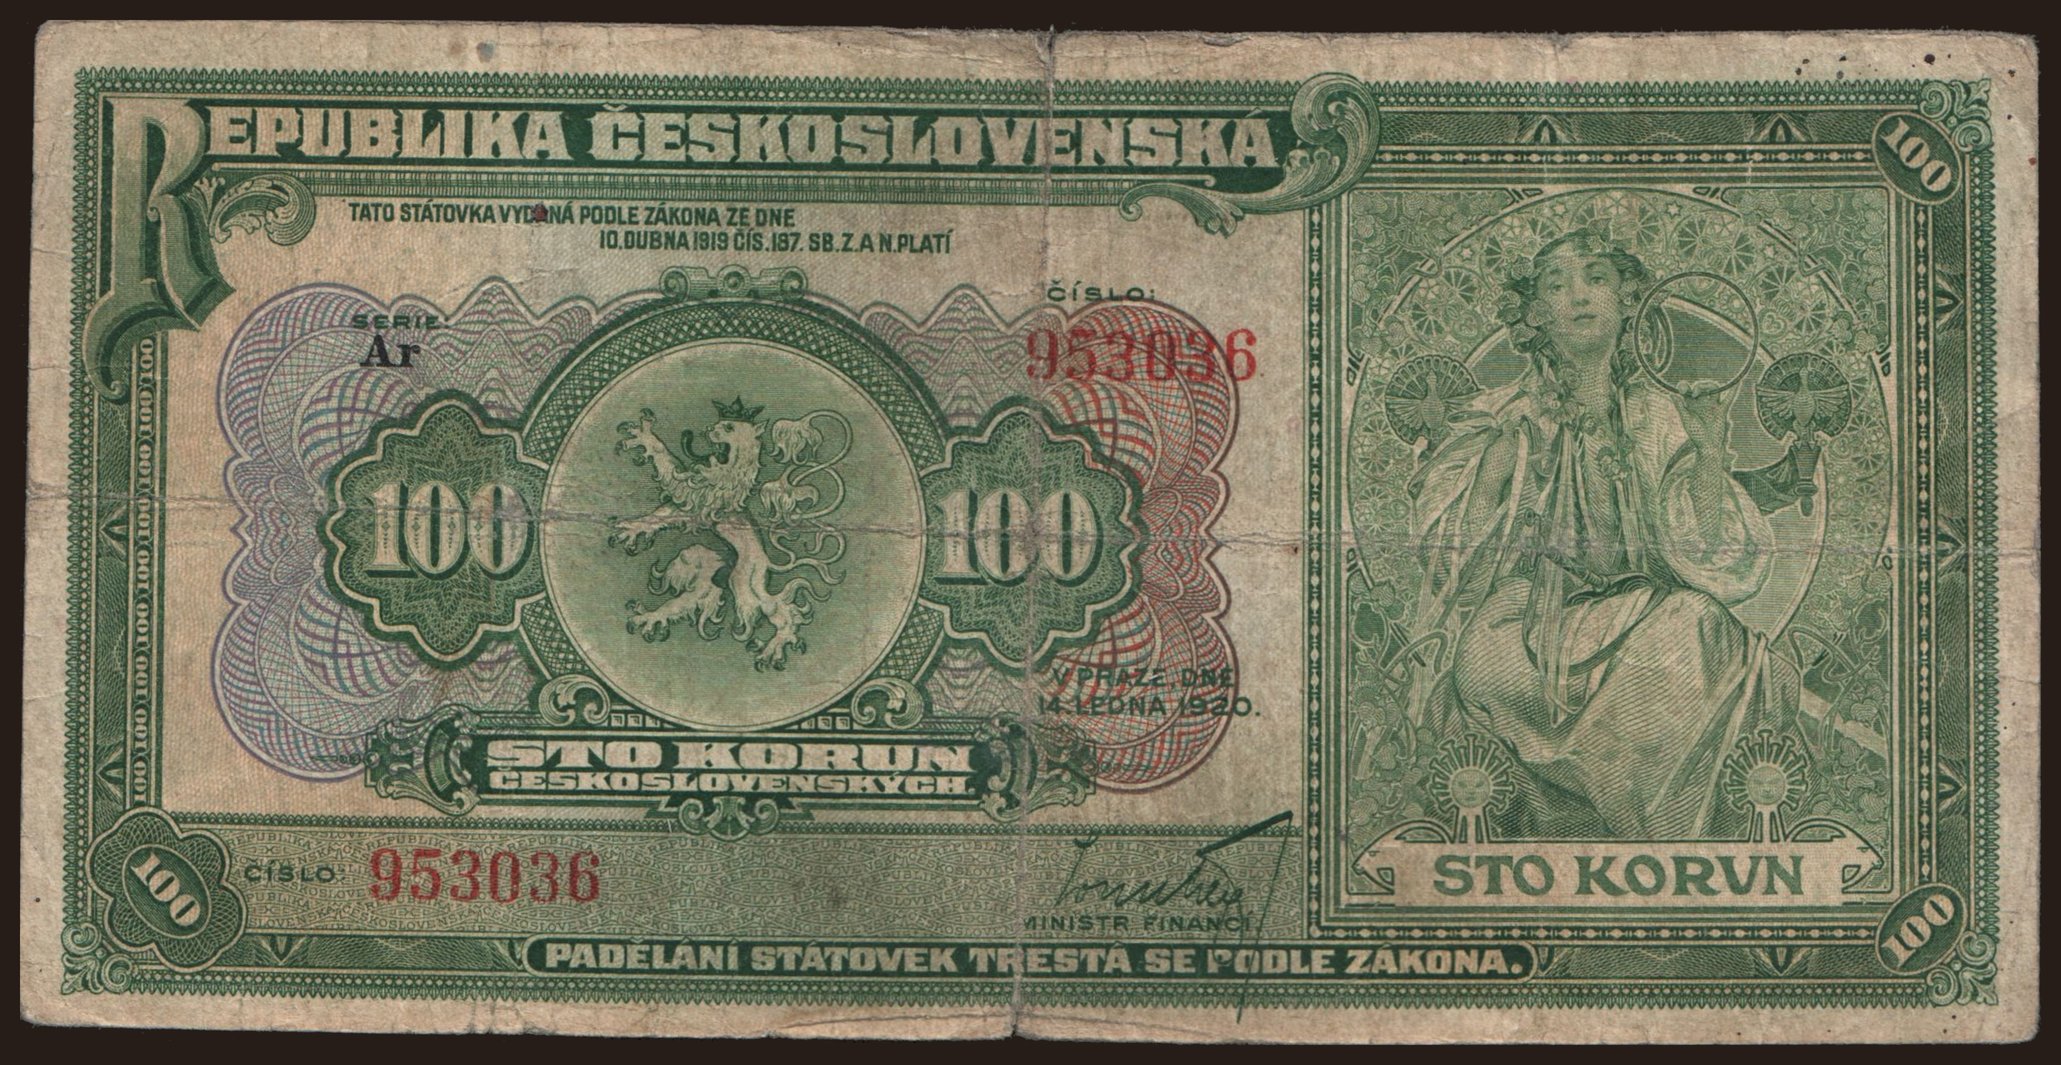 REPUBLIKA ČESKOSLOVENSKÁ
TATO STÁTOVKA VYDANÁ PODLE ZÁKONA ZE DNE
10. DUBNA 1919 ČÍS. 187. SB. Z. A N. PLATÍ
100
SERIE:
Ar
ČÍSLO:
953036
100
100
V PRAZE, DNE
14. LEDNA 1920.
STO KORUN
ČESKOSLOVENSKÝCH.
100
ČÍSLO:
953036
MINISTR FINANCÍ.
STO KORVN
100
PADĚLÁNÍ STÁTOVEK TRESTÁ SE PODLE ZÁKONA.